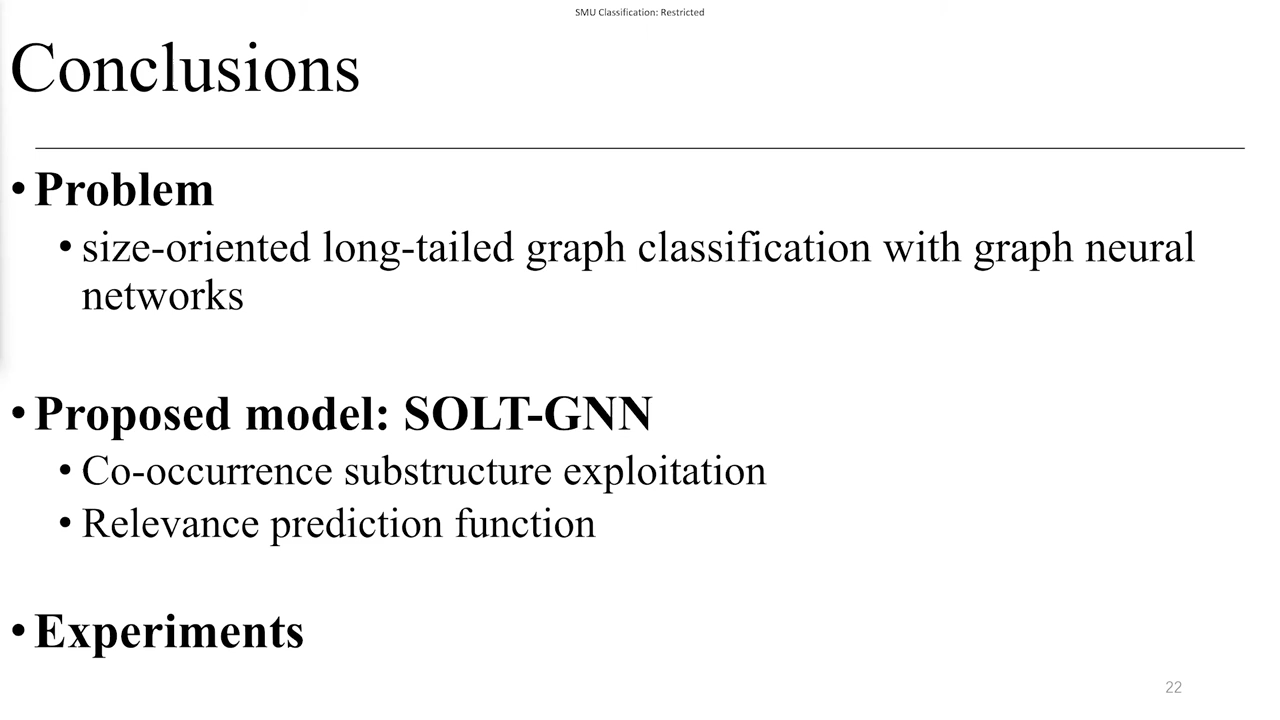 SMU Classification: Restricted
Conclusions
• Problem
• size-oriented long-tailed graph classification with graph neural
networks
• Proposed model: SOLT-GNN
• Co-occurrence substructure exploitation
• Relevance prediction function
• Experiments
22